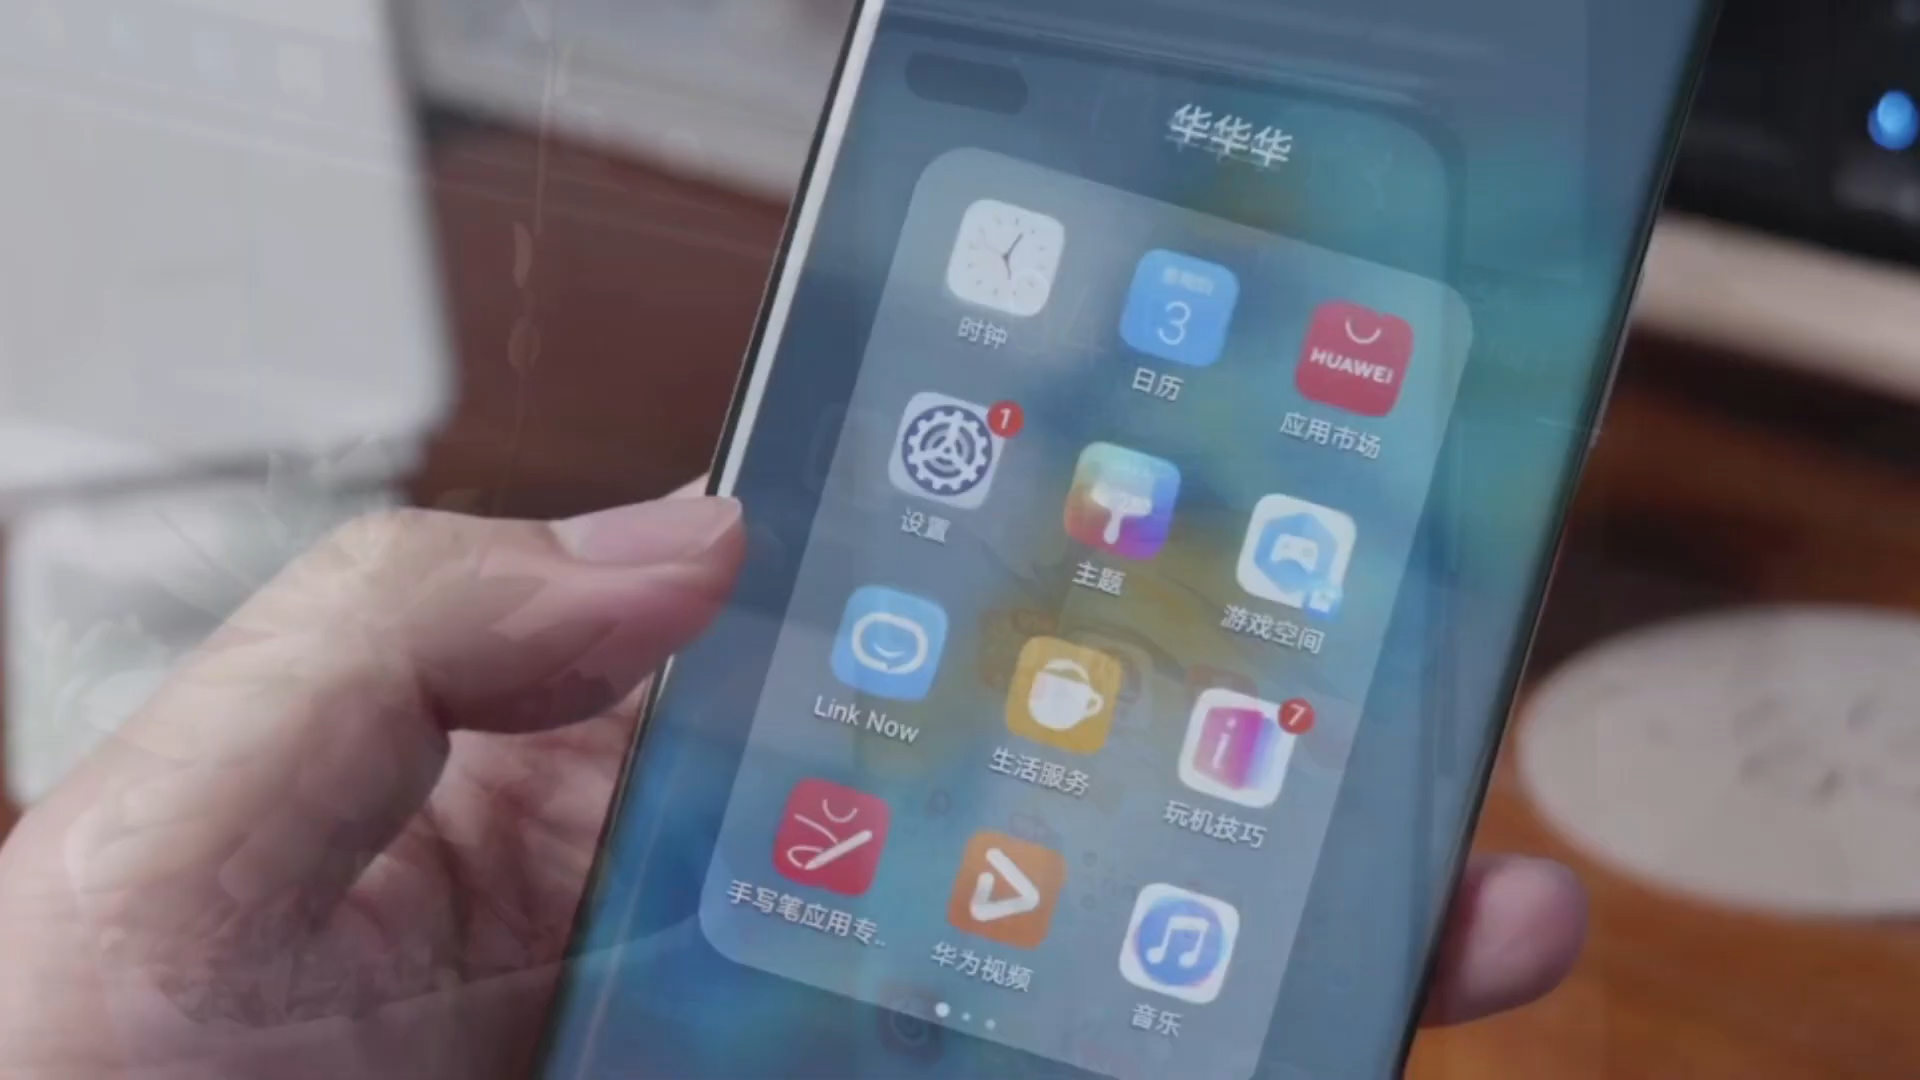 华华华
时钟
3
日历
HUAWEI
应用市场
1
设置
主题
游戏空间
Link Now
生活服务
7
玩机技巧
手写笔应用专...
华为视频
音乐